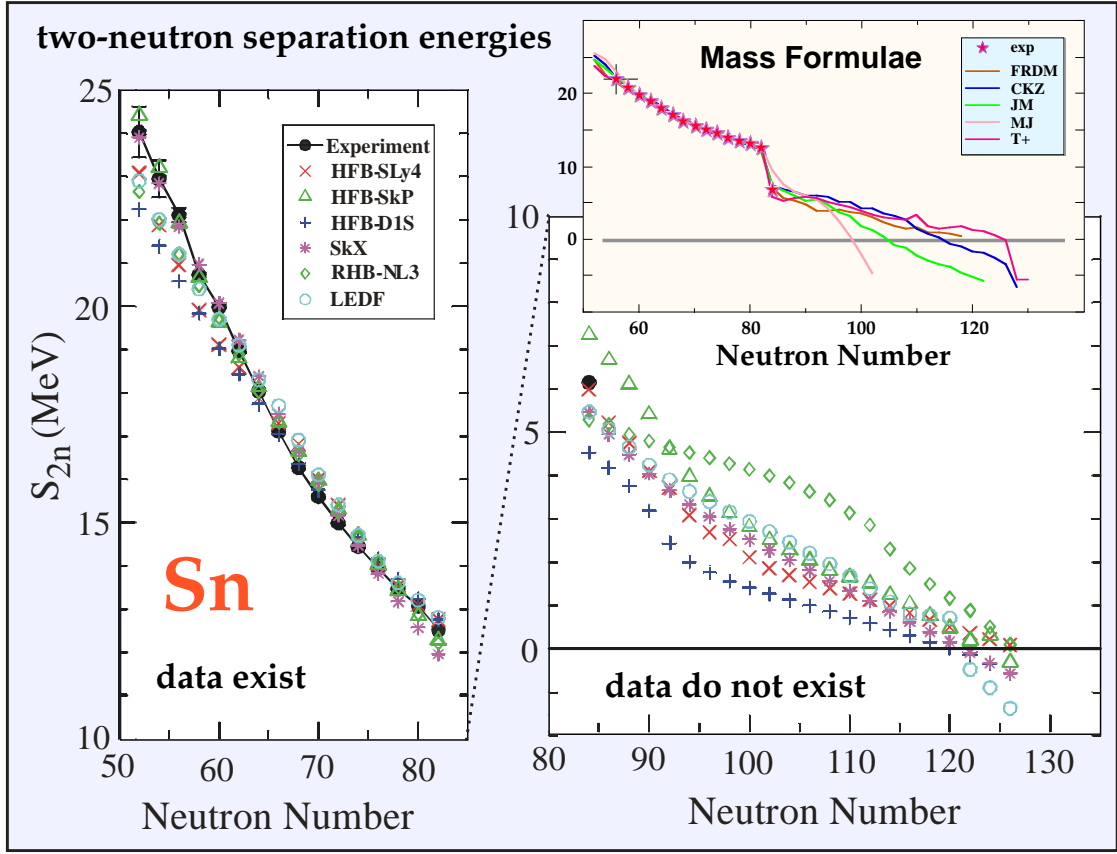 two-neutron separation energies
S2n (MeV)
25
20
15
10
50 60 70 80
Neutron Number
Experiment
HFB-SLy4
HFB-SkP
HFB-D1S
SkX
RHB-NL3
LEDF
Sn
data exist
Mass Formulae
exp
FRDM
CKZ
JM
MJ
T+
20
10
0
60 80 100 120
Neutron Number
10
5
0
data do not exist
80 90 100 110 120 130
Neutron Number